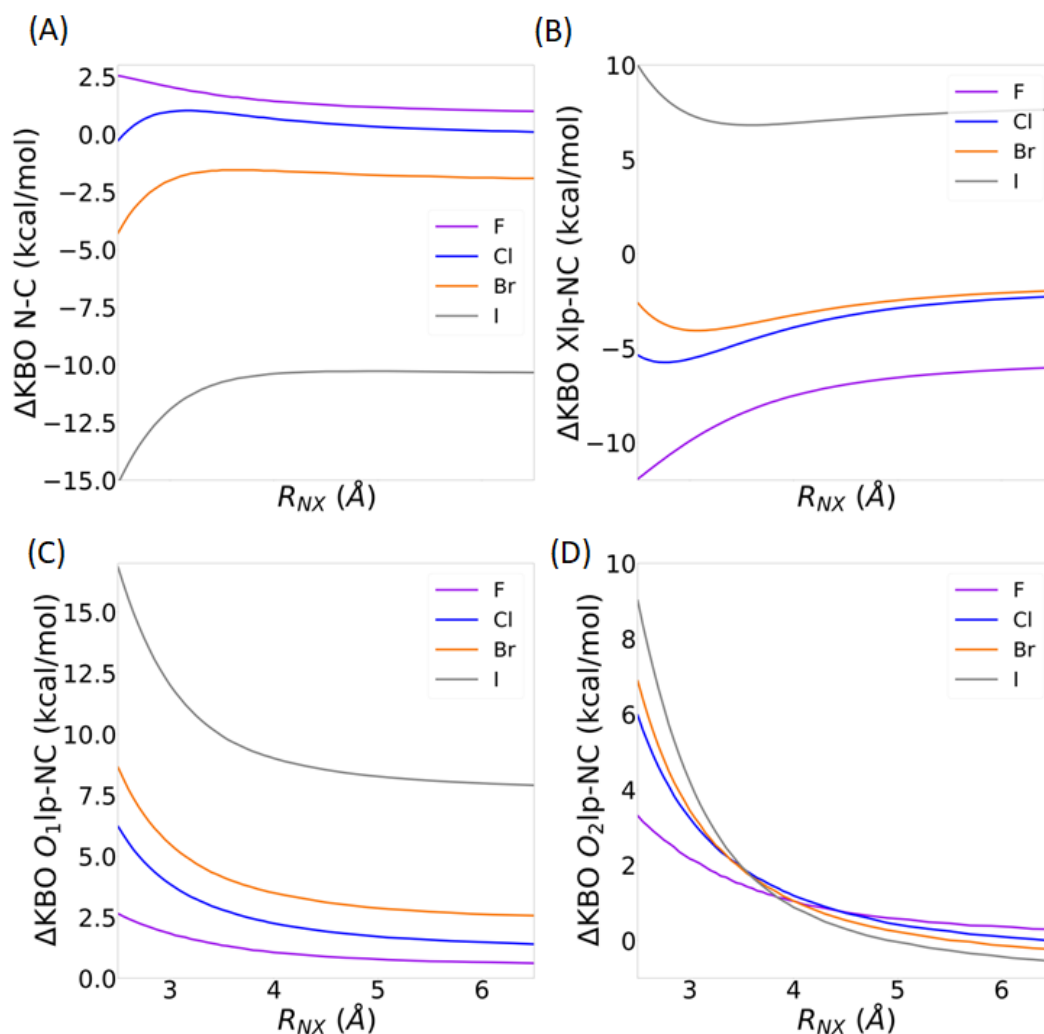 (A)
ΔKBO N-C (kcal/mol)
2.5
0.0
−2.5
−5.0
−7.5
−10.0
−12.5
−15.0
F
Cl
Br
I
R_NX (Å)
(B)
ΔKBO Xlp-NC (kcal/mol)
10
5
0
−5
−10
F
Cl
Br
I
R_NX (Å)
(C)
ΔKBO O₁lp-NC (kcal/mol)
15.0
12.5
10.0
7.5
5.0
2.5
0.0
F
Cl
Br
I
3 4 5 6
R_NX (Å)
(D)
ΔKBO O₂lp-NC (kcal/mol)
10
8
6
4
2
0
F
Cl
Br
I
3 4 5 6
R_NX (Å)